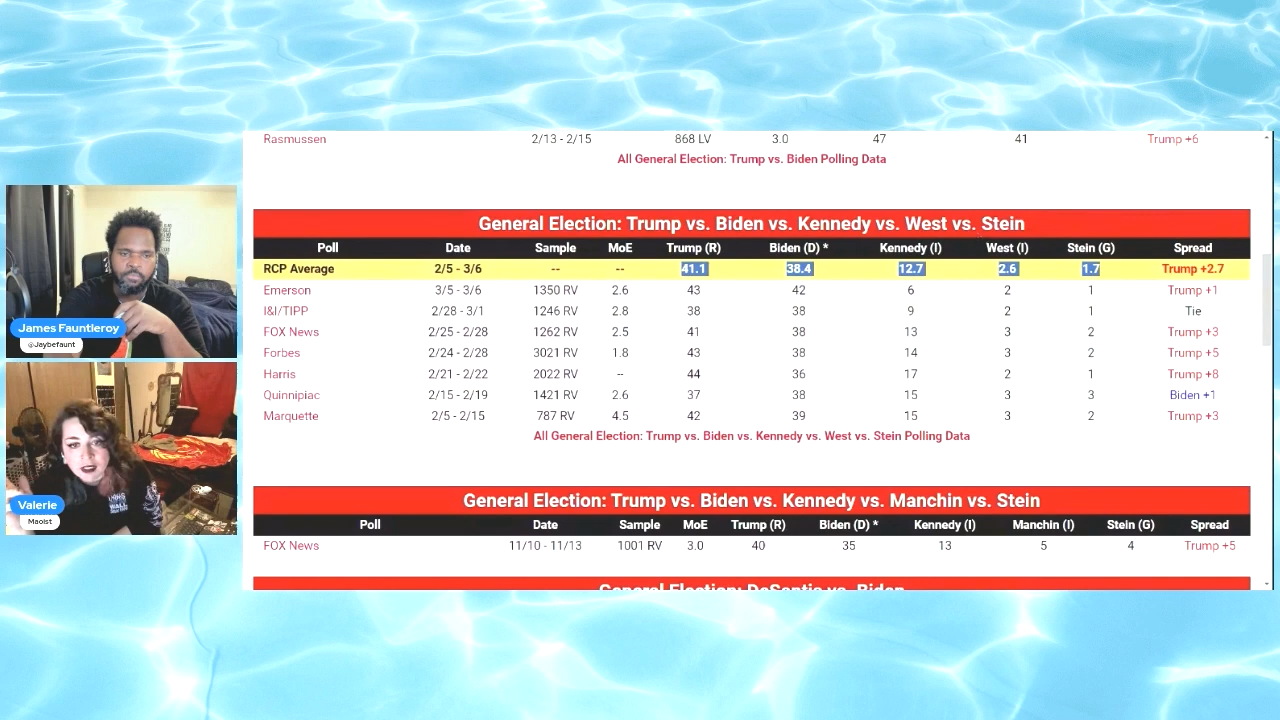 Rasmussen 2/13 - 2/15 868 LV 3.0 47 41 Trump +6
All General Election: Trump vs. Biden Polling Data
General Election: Trump vs. Biden vs. Kennedy vs. West vs. Stein
Poll Date Sample MoE Trump (R) Biden (D) * Kennedy (I) West (I) Stein (G) Spread
RCP Average 2/5 - 3/6 -- -- 41.1 38.4 12.7 2.6 1.7 Trump +2.7
Emerson 3/5 - 3/6 1350 RV 2.6 43 42 6 2 1 Trump +1
I&I/TIPP 2/28 - 3/1 1246 RV 2.8 38 38 9 2 1 Tie
FOX News 2/25 - 2/28 1262 RV 2.5 41 38 13 3 2 Trump +3
Forbes 2/24 - 2/28 3021 RV 1.8 43 38 14 3 2 Trump +5
Harris 2/21 - 2/22 2022 RV -- 44 36 17 2 1 Trump +8
Quinnipiac 2/15 - 2/19 1421 RV 2.6 37 38 15 3 3 Biden +1
Marquette 2/5 - 2/15 787 RV 4.5 42 39 15 3 2 Trump +3
All General Election: Trump vs. Biden vs. Kennedy vs. West vs. Stein Polling Data
General Election: Trump vs. Biden vs. Kennedy vs. Manchin vs. Stein
Poll Date Sample MoE Trump (R) Biden (D) * Kennedy (I) Manchin (I) Stein (G) Spread
FOX News 11/10 - 11/13 1001 RV 3.0 40 35 13 5 4 Trump +5
General Election: DeSantis vs. Biden
James Fauntleroy
@Jaybefaunt
Valerie
Maoist